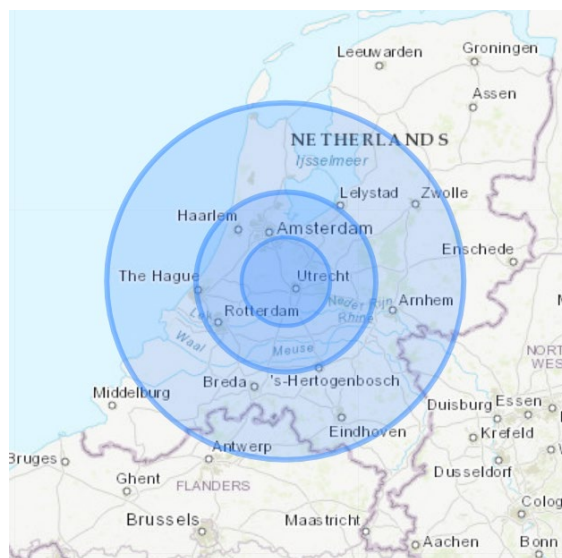 Leeuwarden
Groningen
Assen
NETHERLANDS
Ijsselmeer
Lelystad
Zwolle
Haarlem
Amsterdam
Enschede
The Hague
Utrecht
Neder Rijn
Rhine
Arnhem
Lek
Rotterdam
Waal
Meuse
Breda
's-Hertogenbosch
Middelburg
Duisburg
Essen
Eindhoven
Krefeld
Bruges
Antwerp
Dusseldorf
Ghent
FLANDERS
Brussels
Maastricht
Aachen
Bonn